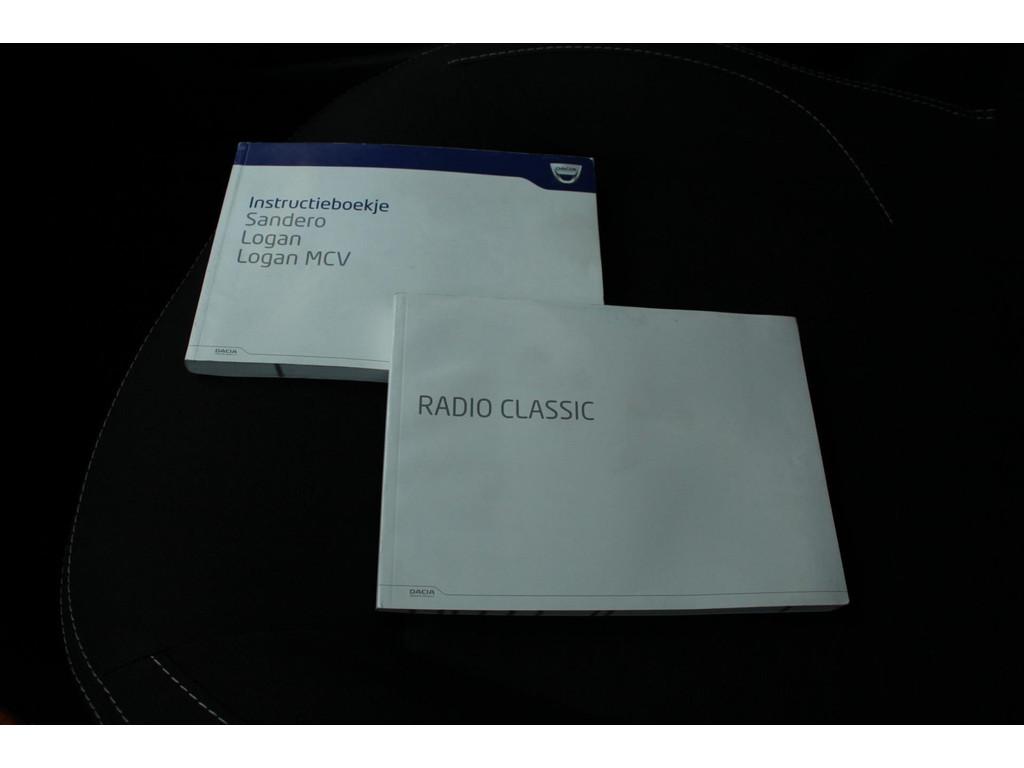 DACIA
Instructieboekje
Sandero
Logan
Logan MCV
DACIA
RADIO CLASSIC
DACIA